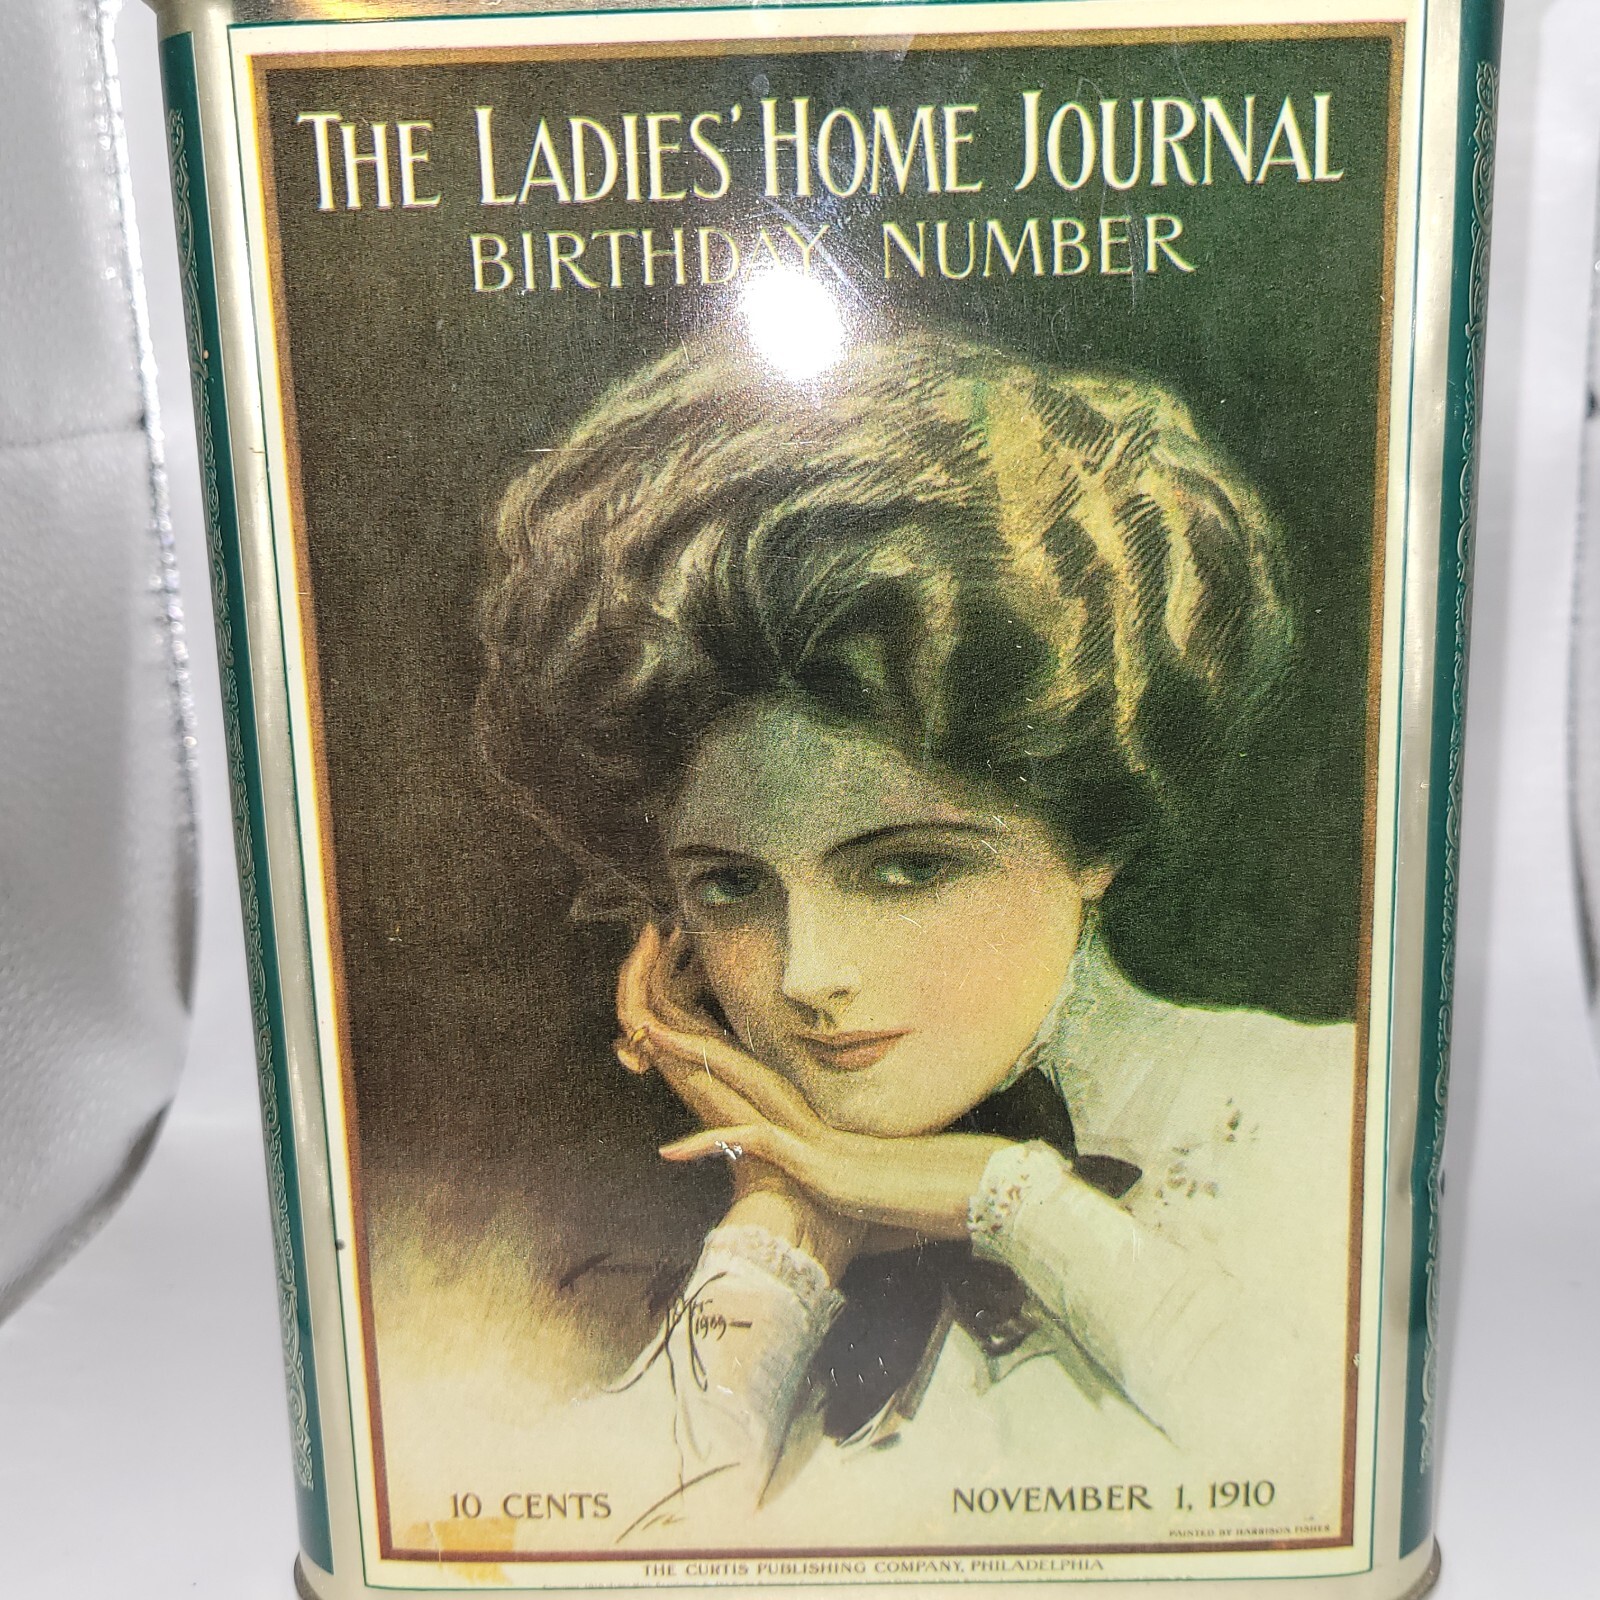 THE LADIES' HOME JOURNAL
BIRTHDAY NUMBER
1909
10 CENTS
NOVEMBER 1, 1910
PAINTED BY HARRISON FISHER
THE CURTIS PUBLISHING COMPANY, PHILADELPHIA